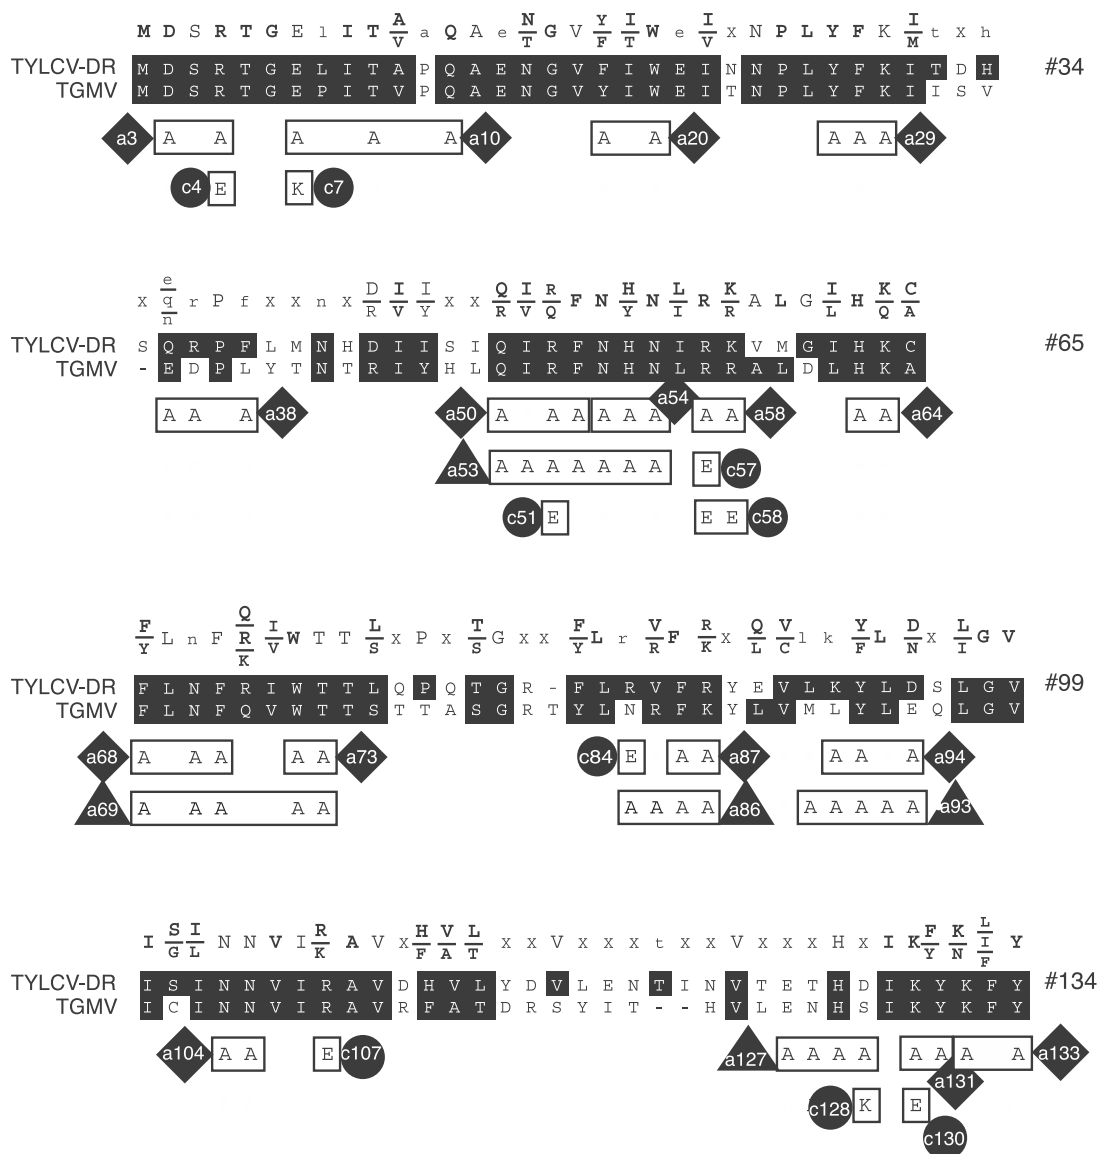 M D S R T G E l I T A/V a Q A e N/T G V Y/F I/T W e I/V x N P L Y F K I/M t x h
TYLCV-DR M D S R T G E L I T A P Q A E N G V F I W E I N N P L Y F K I T D H #34
TGMV M D S R T G E P I T V P Q A E N G V Y I W E I T N P L Y F K I I S V
a3 A A A A A a10 A A a20 A A A a29
c4 E K c7
x e/q/n r P f x x n x D/R I/V I/Y x x Q/R I/V R/Q F N H/Y N L/I R K/R A L G I/L H K/Q C/A
TYLCV-DR S Q R P F L M N H D I I S I Q I R F N H N I R K V M G I H K C #65
TGMV - E D P L Y T N T R I Y H L Q I R F N H N L R R A L D L H K A
A A A a38 a50 A A A A A A a54 A A a58 A A a64
a53 A A A A A A A E c57
c51 E E E c58
F/Y L n F Q/R/K I/V W T T L/S x P x T/S G x x F/Y L r V/R F R/K x Q/L V/C l k Y/F L D/N x L/I G V
TYLCV-DR F L N F R I W T T L Q P Q T G R - F L R V F R Y E V L K Y L D S L G V #99
TGMV F L N F Q V W T T S T T A S G R T Y L N R F K Y L V M L Y L E Q L G V
a68 A A A A A a73 c84 E A A a87 A A A a94
a69 A A A A A A A A A a86 A A A A A a93
I S/G I/L N N V I R/K A V x H/F V/A L/T x x V x x x t x x V x x x H x I K F/Y K/N L/I/F Y
TYLCV-DR I S I N N V I R A V D H V L Y D V L E N T I N V T E T H D I K Y K F Y #134
TGMV I C I N N V I R A V R F A T D R S Y I T - - H V L E N H S I K Y K F Y
a104 A A E c107 a127 A A A A A A A A a133
c128 K E a131
c130